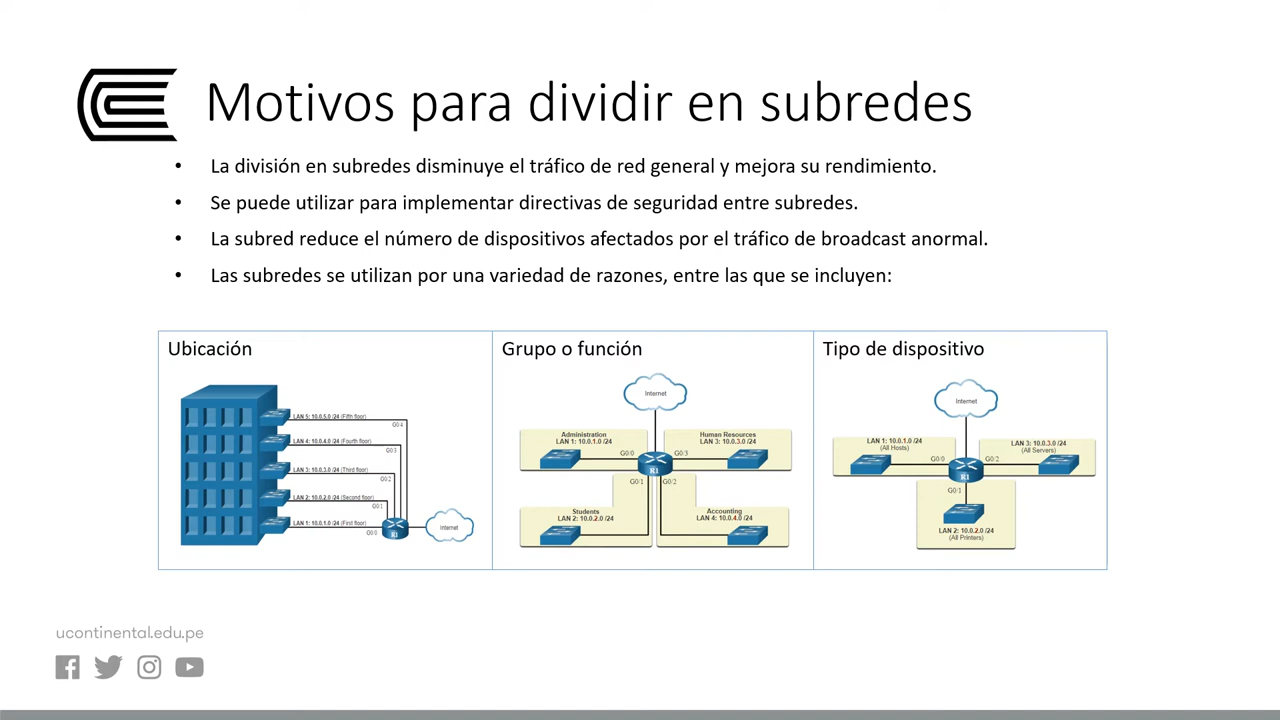 Motivos para dividir en subredes
• La división en subredes disminuye el tráfico de red general y mejora su rendimiento.
• Se puede utilizar para implementar directivas de seguridad entre subredes.
• La subred reduce el número de dispositivos afectados por el tráfico de broadcast anormal.
• Las subredes se utilizan por una variedad de razones, entre las que se incluyen:
Ubicación
LAN 5: 10.0.5.0 /24 (Fifth floor)
G0/4
LAN 4: 10.0.4.0 /24 (Fourth floor)
G0/3
LAN 3: 10.0.3.0 /24 (Third floor)
G0/2
LAN 2: 10.0.2.0 /24 (Second floor)
G0/1
LAN 1: 10.0.1.0 /24 (First floor)
G0/0
R1
Internet
Grupo o función
Internet
Administration
LAN 1: 10.0.1.0 /24
Human Resources
LAN 3: 10.0.3.0 /24
G0/0
G0/3
R1
G0/1
G0/2
Students
LAN 2: 10.0.2.0 /24
Accounting
LAN 4: 10.0.4.0 /24
Tipo de dispositivo
Internet
LAN 1: 10.0.1.0 /24
(All Hosts)
LAN 3: 10.0.3.0 /24
(All Servers)
G0/0
G0/2
R1
G0/1
LAN 2: 10.0.2.0 /24
(All Printers)
ucontinental.edu.pe